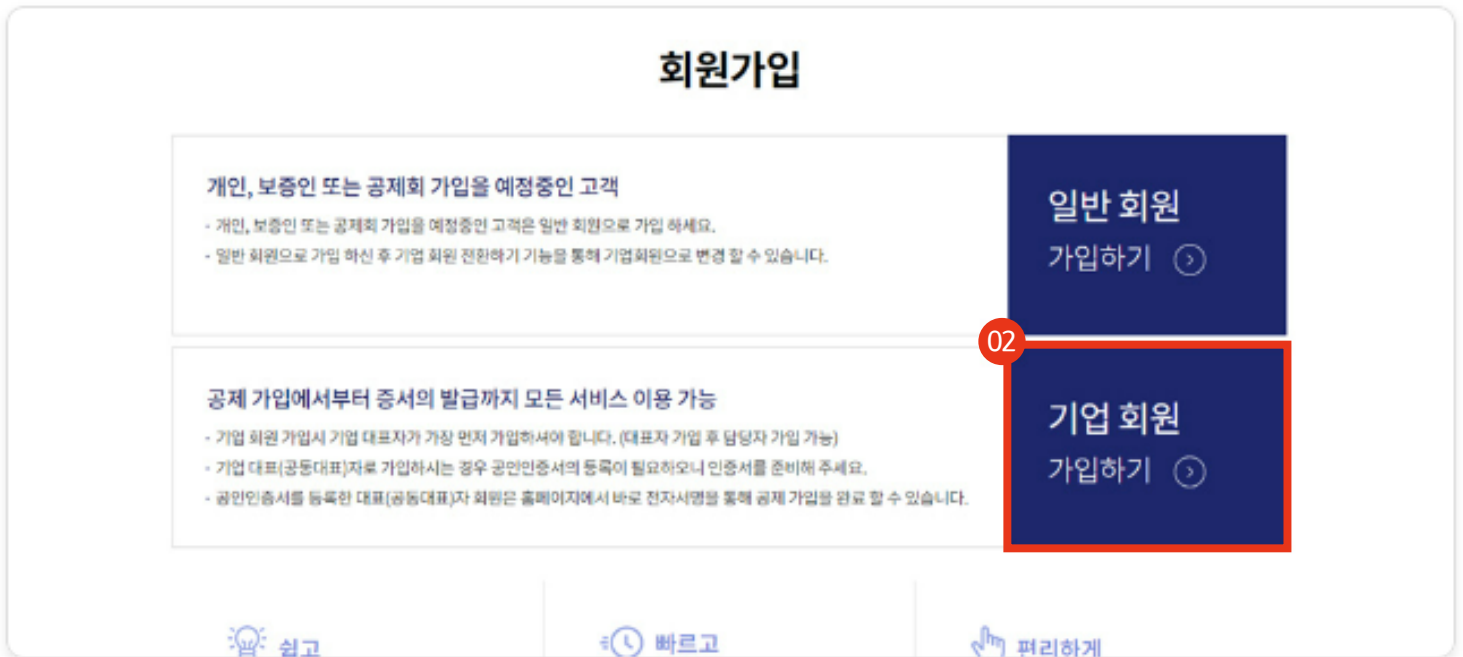 회원가입
개인, 보증인 또는 공제회 가입을 예정중인 고객
- 개인, 보증인 또는 공제회 가입을 예정중인 고객은 일반 회원으로 가입 하세요.
- 일반 회원으로 가입 하신 후 기업 회원 전환하기 기능을 통해 기업회원으로 변경 할 수 있습니다.
일반 회원
가입하기
02
공제 가입에서부터 증서의 발급까지 모든 서비스 이용 가능
- 기업 회원 가입시 기업 대표자가 가장 먼저 가입하셔야 합니다. (대표자 가입 후 담당자 가입 가능)
- 기업 대표(공동대표)자로 가입하시는 경우 공인인증서의 등록이 필요하오니 인증서를 준비해 주세요.
- 공인인증서를 등록한 대표(공동대표)자 회원은 홈페이지에서 바로 전자서명을 통해 공제 가입을 완료 할 수 있습니다.
기업 회원
가입하기
쉽고
빠르고
편리하게